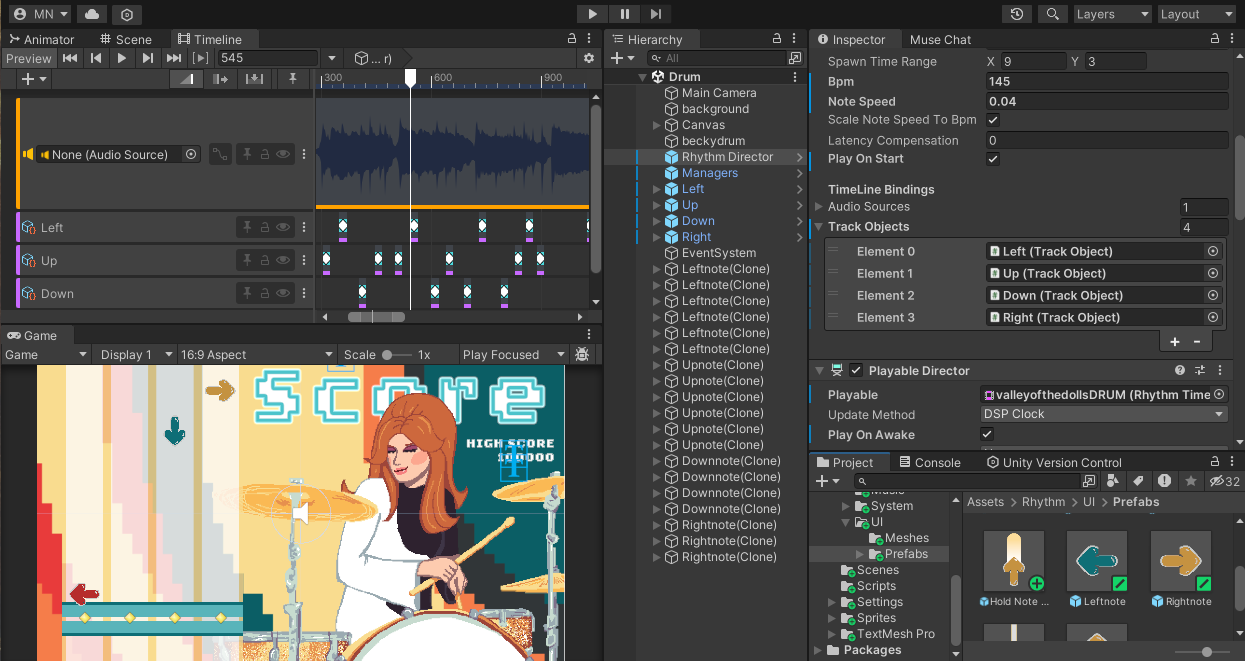 MN
Layers
Layout
Animator
Scene
Timeline
Preview
545
... r)
300
600
900
None (Audio Source)
Left
Up
Down
Game
Game
Display 1
16:9 Aspect
Scale
1x
Play Focused
Score
HIGH SCORE
100000
Hierarchy
All
Drum
Main Camera
background
Canvas
beckydrum
Rhythm Director
Managers
Left
Up
Down
Right
EventSystem
Leftnote(Clone)
Leftnote(Clone)
Leftnote(Clone)
Leftnote(Clone)
Leftnote(Clone)
Leftnote(Clone)
Upnote(Clone)
Upnote(Clone)
Upnote(Clone)
Upnote(Clone)
Upnote(Clone)
Upnote(Clone)
Downnote(Clone)
Downnote(Clone)
Downnote(Clone)
Downnote(Clone)
Rightnote(Clone)
Rightnote(Clone)
Rightnote(Clone)
Inspector
Muse Chat
Spawn Time Range X 9 Y 3
Bpm 145
Note Speed 0.04
Scale Note Speed To Bpm
Latency Compensation 0
Play On Start
TimeLine Bindings
Audio Sources 1
Track Objects 4
Element 0 Left (Track Object)
Element 1 Up (Track Object)
Element 2 Down (Track Object)
Element 3 Right (Track Object)
Playable Director
Playable valleyofthedollsDRUM (Rhythm Time
Update Method DSP Clock
Play On Awake
Project
Console
Unity Version Control
32
Music
System
UI
Meshes
Prefabs
Scenes
Scripts
Settings
Sprites
TextMesh Pro
Packages
Assets > Rhythm > UI > Prefabs
Hold Note ...
Leftnote
Rightnote